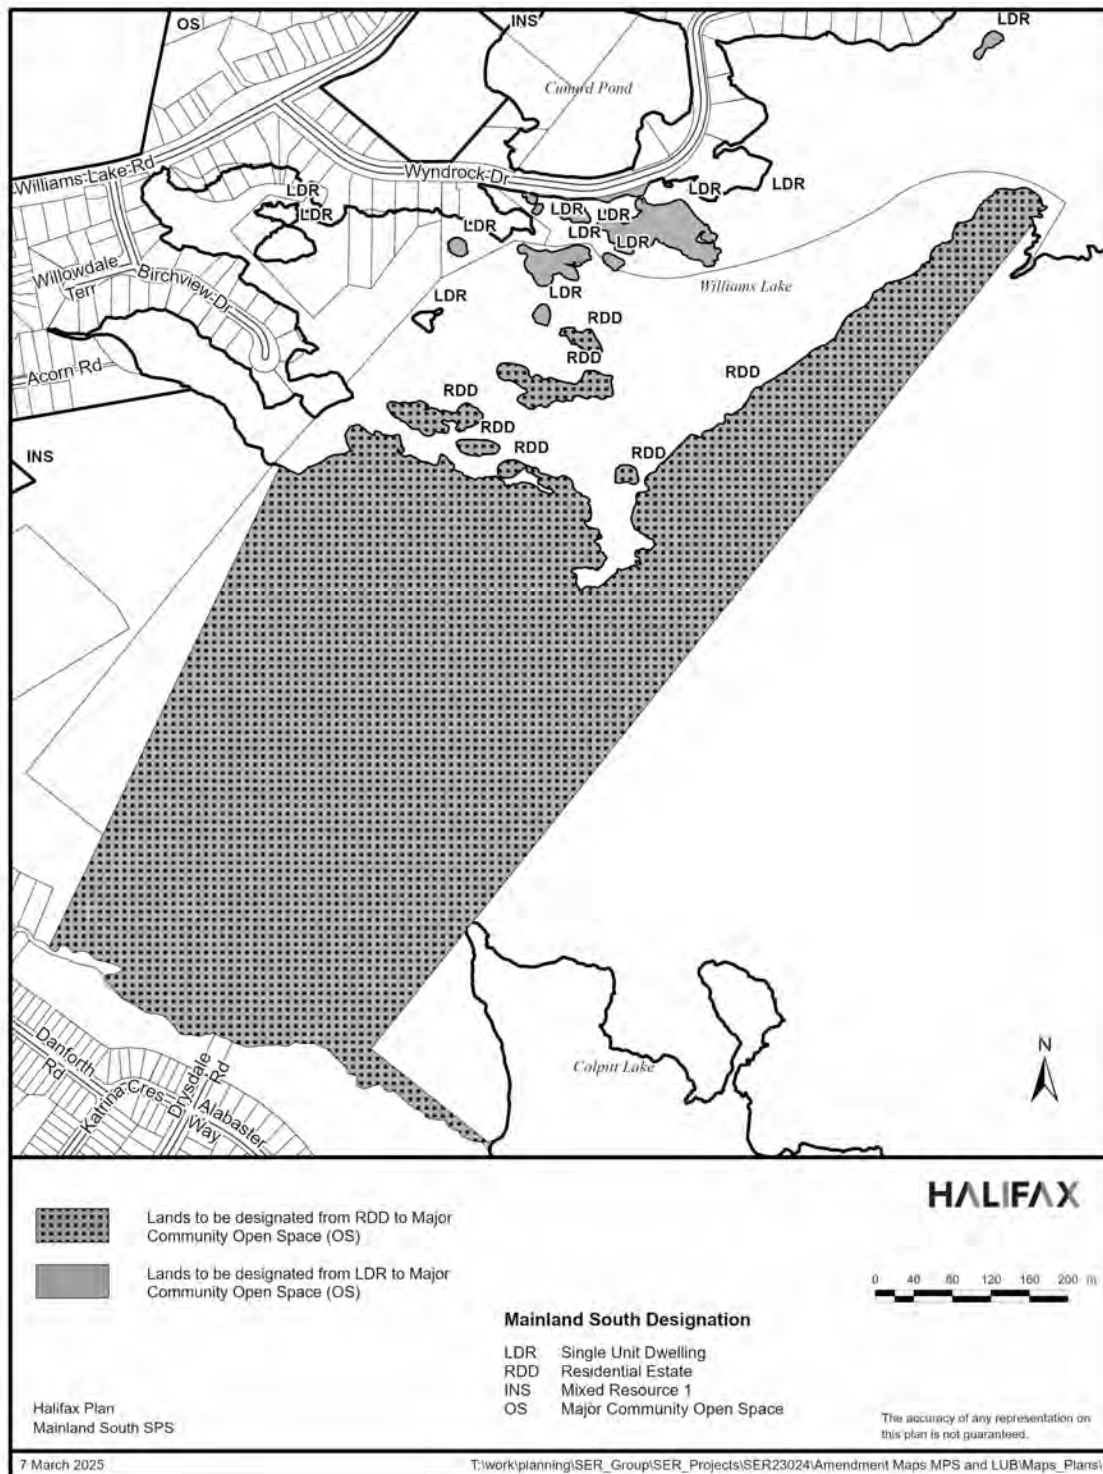 OS
INS
LDR
Cunard Pond
Williams Lake Rd
Wyndrock Dr
LDR
LDR
LDR
LDR
LDR
LDR
LDR
LDR
LDR
Willowdale
Terr
Birchview Dr
LDR
Williams Lake
LDR
RDD
RDD
Acorn Rd
RDD
RDD
RDD
INS
RDD
RDD
N
Danforth
Rd
Katrina Cres
Drysdale
Rd
Alabaster
Way
Colpitt Lake
HALIFAX
Lands to be designated from RDD to Major
Community Open Space (OS)
Lands to be designated from LDR to Major
Community Open Space (OS)
0 40 80 120 160 200
Mainland South Designation
LDR Single Unit Dwelling
RDD Residential Estate
INS Mixed Resource 1
OS Major Community Open Space
Halifax Plan
Mainland South SPS
The accuracy of any representation on
this plan is not guaranteed.
7 March 2025
T:\work\planning\SER_Group\SER_Projects\SER23024\Amendment Maps MPS and LUB\Maps_Plans\